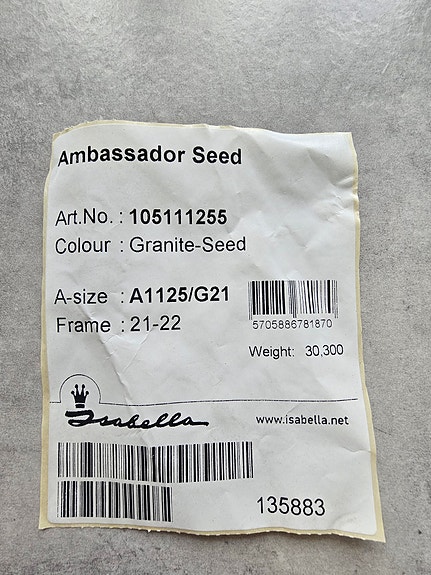 Ambassador Seed
Art.No. : 105111255
Colour : Granite-Seed
A-size : A1125/G21
Frame : 21-22
5705886781870
Weight: 30,300
Isabella
www.isabella.net
135883